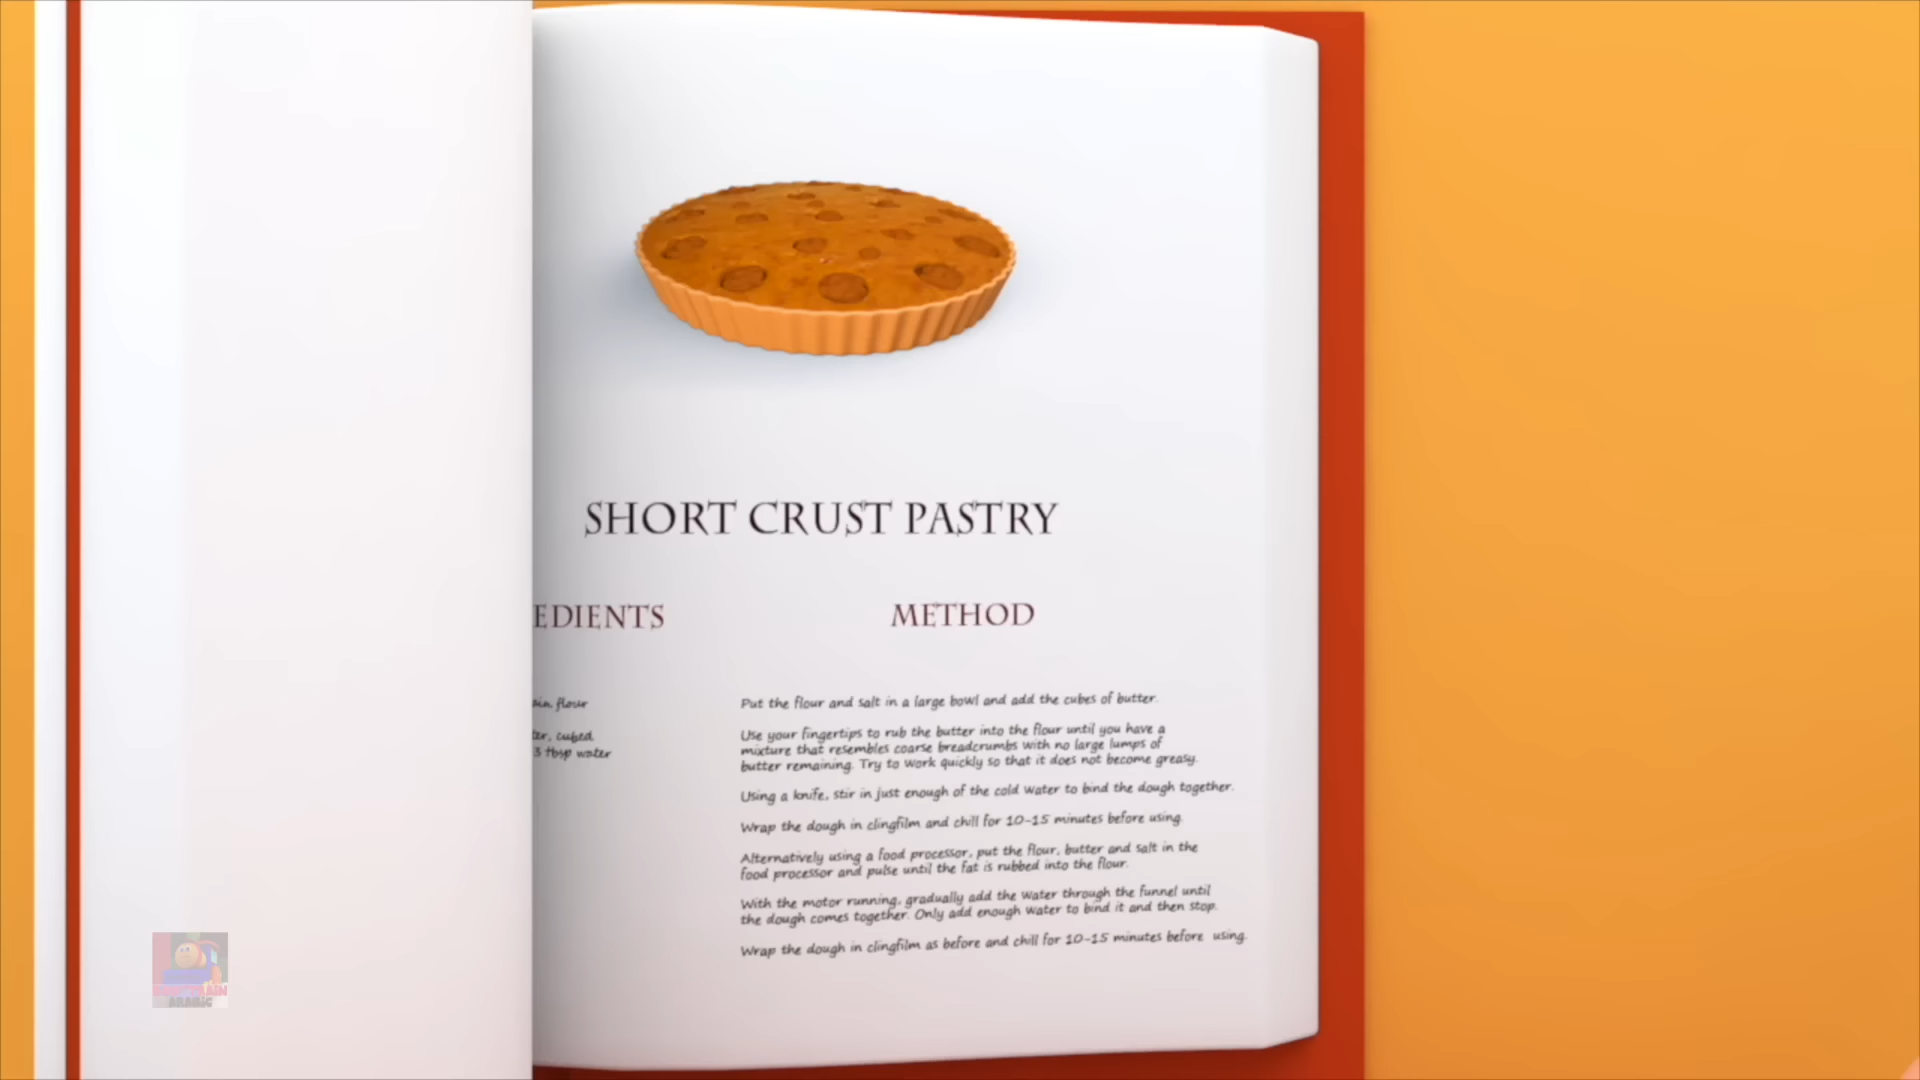 SHORT CRUST PASTRY
EDIENTS
METHOD
ain flour
ter, cubed
3 tbsp water
Put the flour and salt in a large bowl and add the cubes of butter.
Use your fingertips to rub the butter into the flour until you have a
mixture that resembles coarse breadcrumbs with no large lumps of
butter remaining. Try to work quickly so that it does not become greasy.
Using a knife, stir in just enough of the cold water to bind the dough together.
Wrap the dough in clingfilm and chill for 10-15 minutes before using.
Alternatively using a food processor, put the flour, butter and salt in the
food processor and pulse until the fat is rubbed into the flour.
With the motor running, gradually add the water through the funnel until
the dough comes together. Only add enough water to bind it and then stop.
Wrap the dough in clingfilm as before and chill for 10-15 minutes before using.
ARABIC